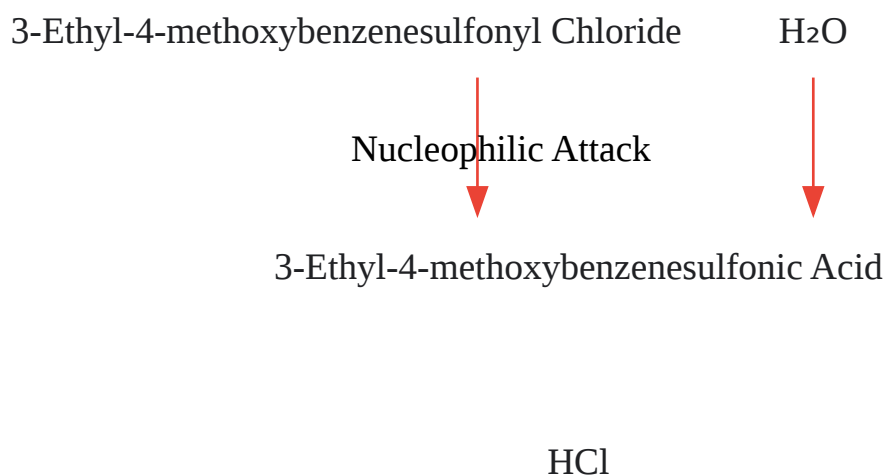 3-Ethyl-4-methoxybenzenesulfonyl Chloride H₂O
Nucleophilic Attack
3-Ethyl-4-methoxybenzenesulfonic Acid
HCl